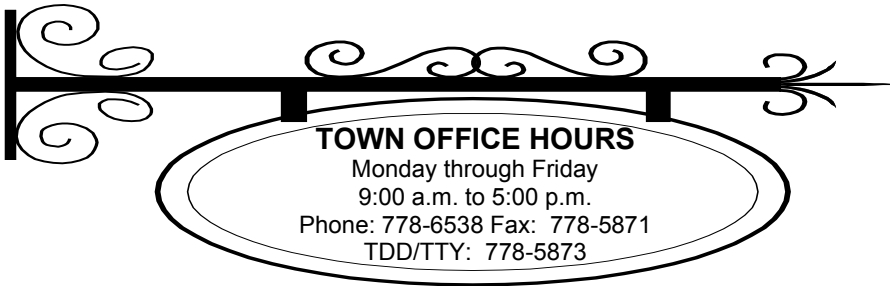 TOWN OFFICE HOURS
Monday through Friday
9:00 a.m. to 5:00 p.m.
Phone: 778-6538 Fax:  778-5871
TDD/TTY:  778-5873